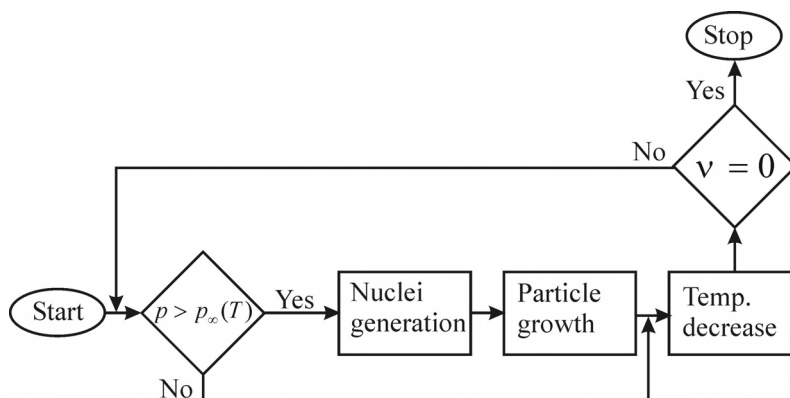 Stop
Yes
No
ν = 0
Start
p > p∞(T)
Yes
Nuclei
generation
Particle
growth
Temp.
decrease
No